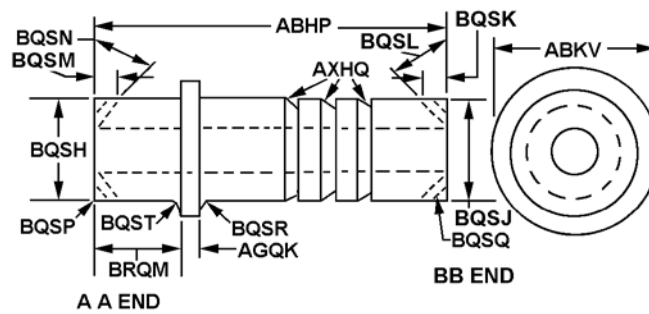 ABHP
BQSK
BQSN
BQSL
ABKV
BQSM
AXHQ
BQSH
BQSP
BQST
BQSR
BQSJ
BQSQ
AGQK
BRQM
BB END
A A END